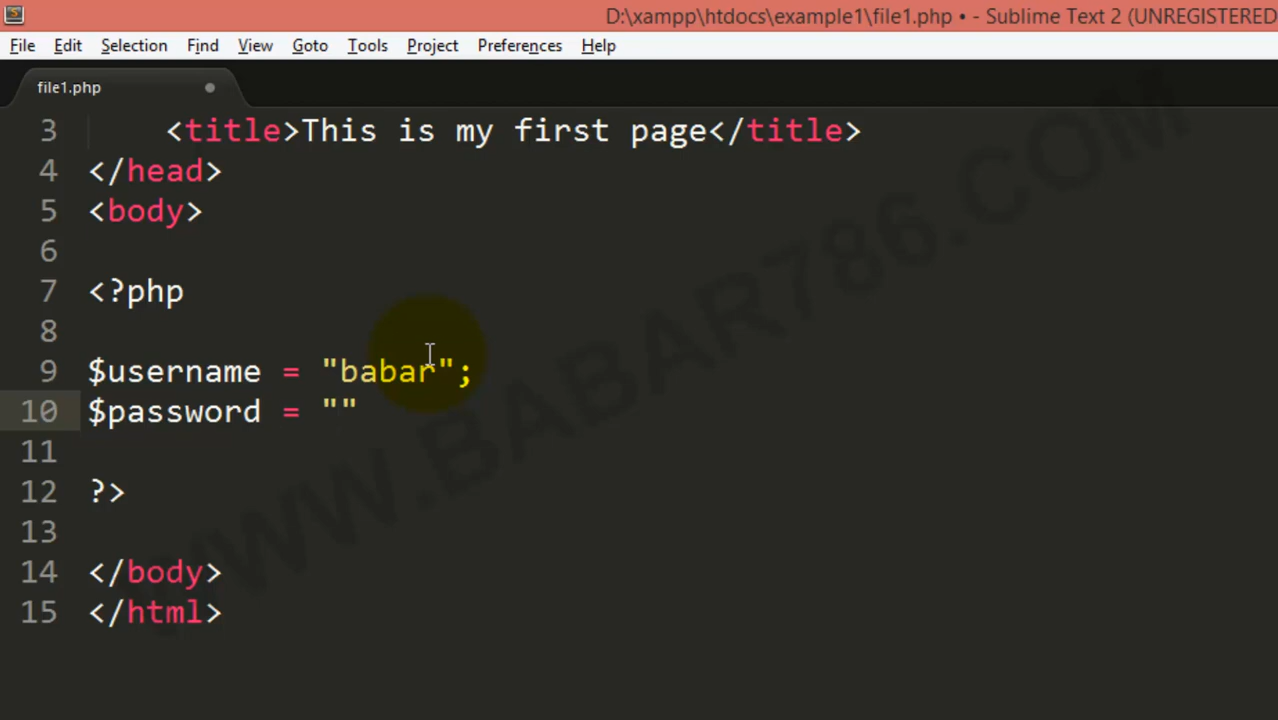 D:\xampp\htdocs\example1\file1.php • - Sublime Text 2 (UNREGISTERED
File Edit Selection Find View Goto Tools Project Preferences Help
file1.php
3 <title>This is my first page</title>
4 </head>
5 <body>
6
7 <?php
8
9 $username = "babar";
10 $password = ""
11
12 ?>
13
14 </body>
15 </html>
WWW.BABAR786.COM